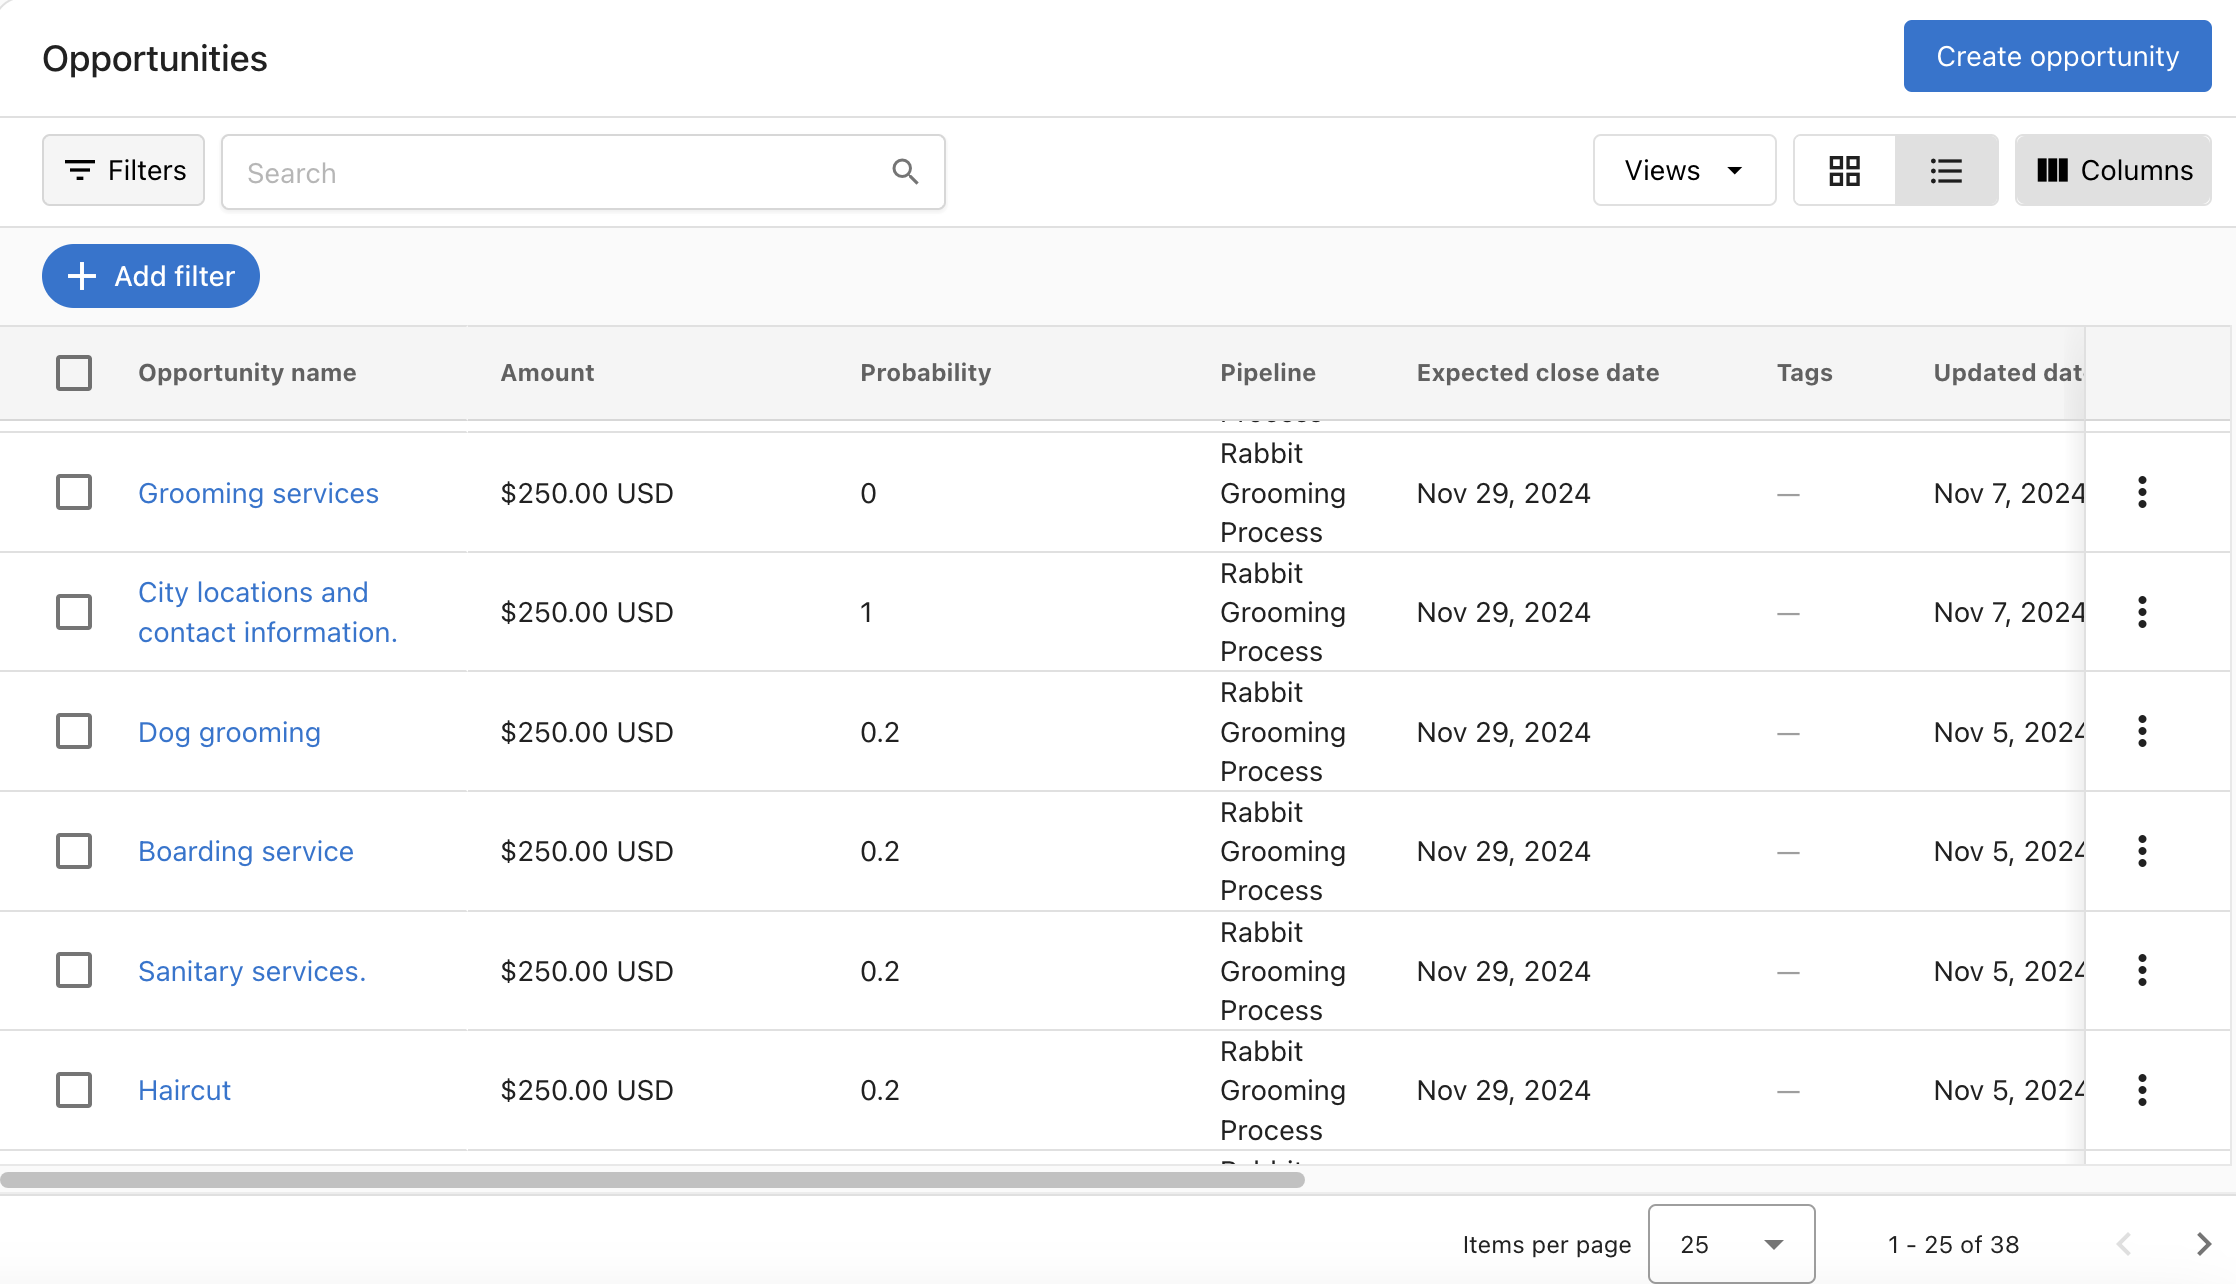 Opportunities
Create opportunity
Filters
Search
Views
Columns
Add filter
Opportunity name Amount Probability Pipeline Expected close date Tags Updated
Rabbit
Grooming services $250.00 USD 0 Grooming Nov 29, 2024 — Nov 7, 2024
Process
Rabbit
City locations and
contact information. $250.00 USD 1 Grooming Nov 29, 2024 — Nov 7, 2024
Process
Rabbit
Dog grooming $250.00 USD 0.2 Grooming Nov 29, 2024 — Nov 5, 2024
Process
Rabbit
Boarding service $250.00 USD 0.2 Grooming Nov 29, 2024 — Nov 5, 2024
Process
Rabbit
Sanitary services. $250.00 USD 0.2 Grooming Nov 29, 2024 — Nov 5, 2024
Process
Rabbit
Haircut $250.00 USD 0.2 Grooming Nov 29, 2024 — Nov 5, 2024
Process
Items per page 25 1 - 25 of 38